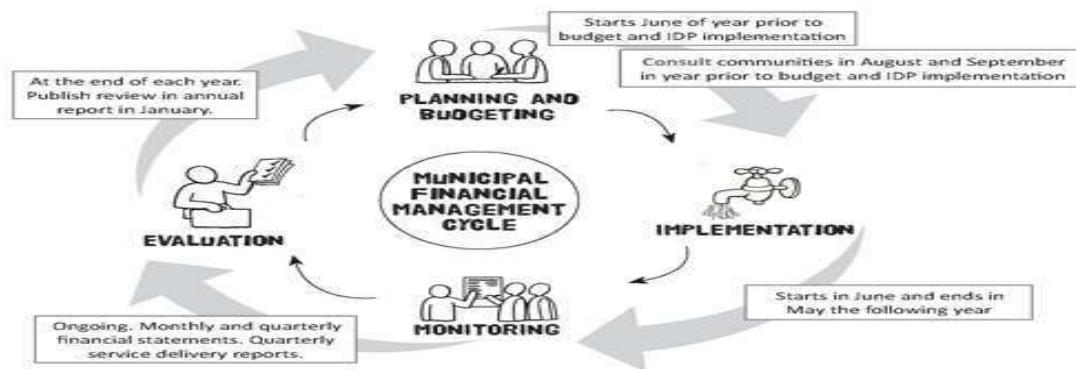 Starts June of year prior to
budget and IDP implementation
Consult communities in August and September
in year prior to budget and IDP implementation
At the end of each year.
Publish review in annual
report in January.
PLANNING AND
BUDGETING
MUNICIPAL
FINANCIAL
MANAGEMENT
CYCLE
EVALUATION
IMPLEMENTATION
MONITORING
Starts in June and ends in
May the following year
Ongoing. Monthly and quarterly
financial statements. Quarterly
service delivery reports.